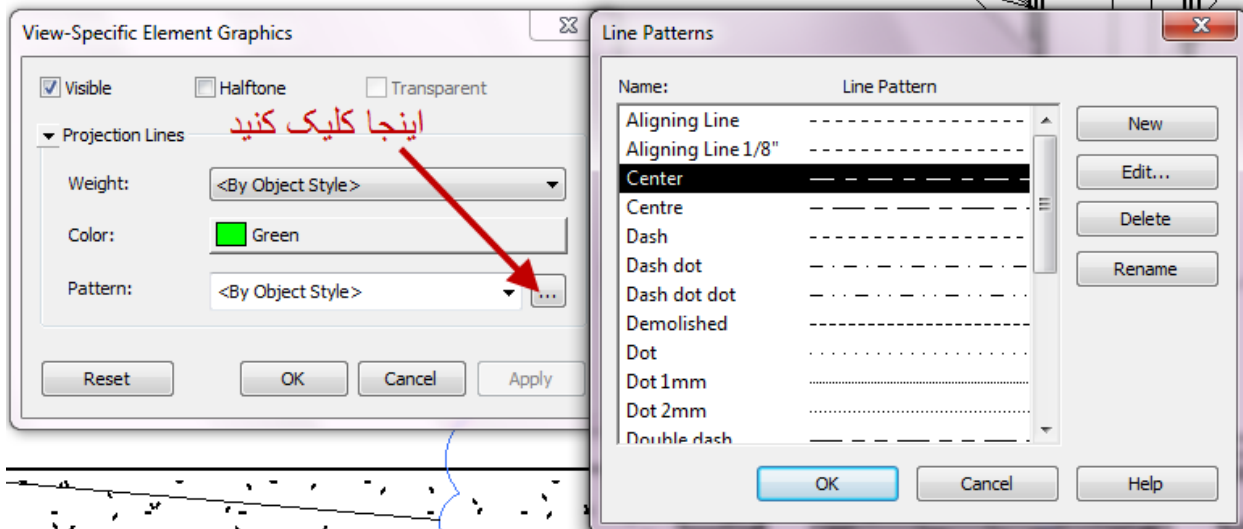 View-Specific Element Graphics
Visible
Halftone
Transparent
اینجا کلیک کنید
Projection Lines
Weight:
<By Object Style>
Color:
Green
Pattern:
<By Object Style>
...
Reset
OK
Cancel
Apply
Line Patterns
Name:
Line Pattern
Aligning Line
Aligning Line 1/8"
Center
Centre
Dash
Dash dot
Dash dot dot
Demolished
Dot
Dot 1mm
Dot 2mm
Double dash
New
Edit...
Delete
Rename
OK
Cancel
Help